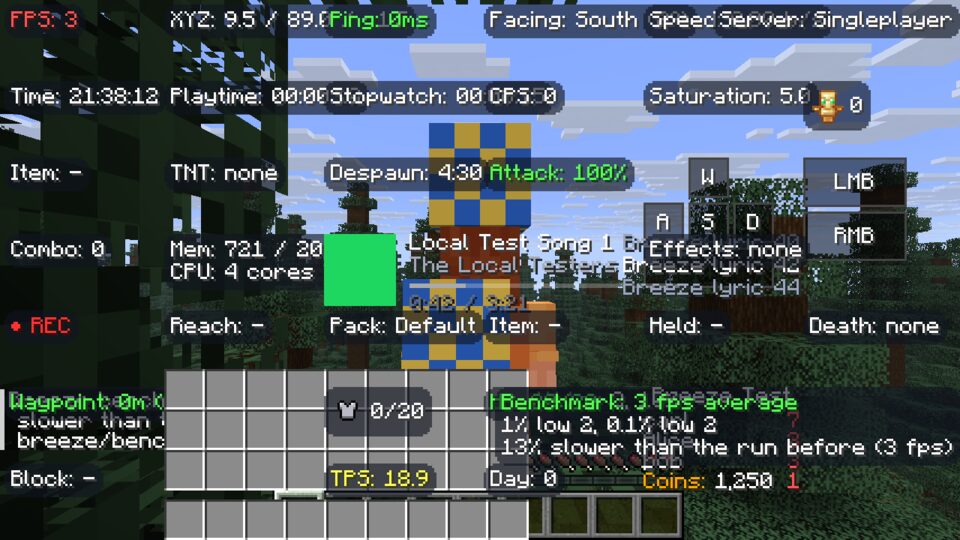 FPS: 3
XYZ: 9.5 / 89.0
Ping: 0ms
Facing: South
Speed
Server: Singleplayer
Time: 21:38:12
Playtime: 00:00
Stopwatch: 00
CPS: 0
Saturation: 5.0
0
Item: -
TNT: none
Despawn: 4:30
Attack: 100%
W
LMB
A
S
D
RMB
Combo: 0
Mem: 721 / 20
CPU: 4 cores
Local Test Song 1
The Local Testers
0:42 / 3:21
Effects: none
Breeze lyric 42
Breeze lyric 44
REC
Reach: -
Pack: Default
Item: -
Held: -
Death: none
Waypoint: 0m
slower than
breeze/benc
0/20
Breeze Test
Benchmark: 3 fps average
1% low 2, 0.1% low 2
13% slower than the run before (3 fps)
Block: -
TPS: 18.9
Day: 0
Coins: 1,250
1